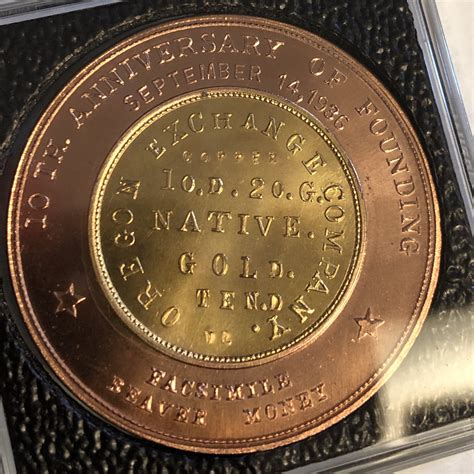 10 TH. ANNIVERSARY OF FOUNDING
SEPTEMBER 14, 1986
OREGON EXCHANGE COMPANY.
COPPER
10.D. 20.G.
NATIVE.
GOLD.
TEN.D
FACSIMILE
BEAVER MONEY